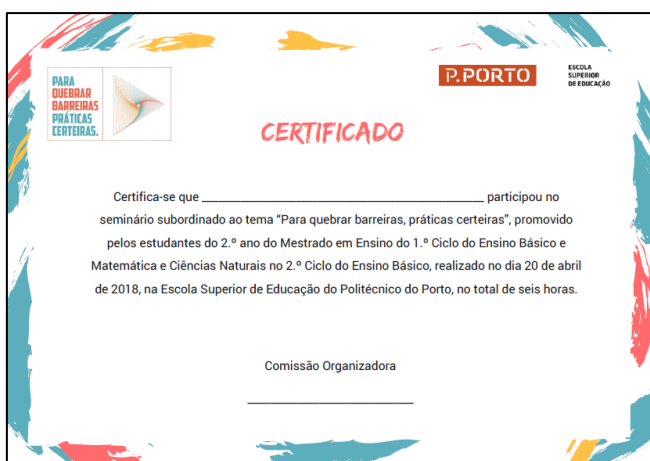 PARA
QUEBRAR
BARREIRAS
PRÁTICAS
CERTEIRAS.
P.PORTO
ESCOLA
SUPERIOR
DE EDUCAÇÃO
CERTIFICADO
Certifica-se que ______________________________ participou no
seminário subordinado ao tema “Para quebrar barreiras, práticas certeiras”, promovido
pelos estudantes do 2.º ano do Mestrado em Ensino do 1.º Ciclo do Ensino Básico e
Matemática e Ciências Naturais no 2.º Ciclo do Ensino Básico, realizado no dia 20 de abril
de 2018, na Escola Superior de Educação do Politécnico do Porto, no total de seis horas.
Comissão Organizadora